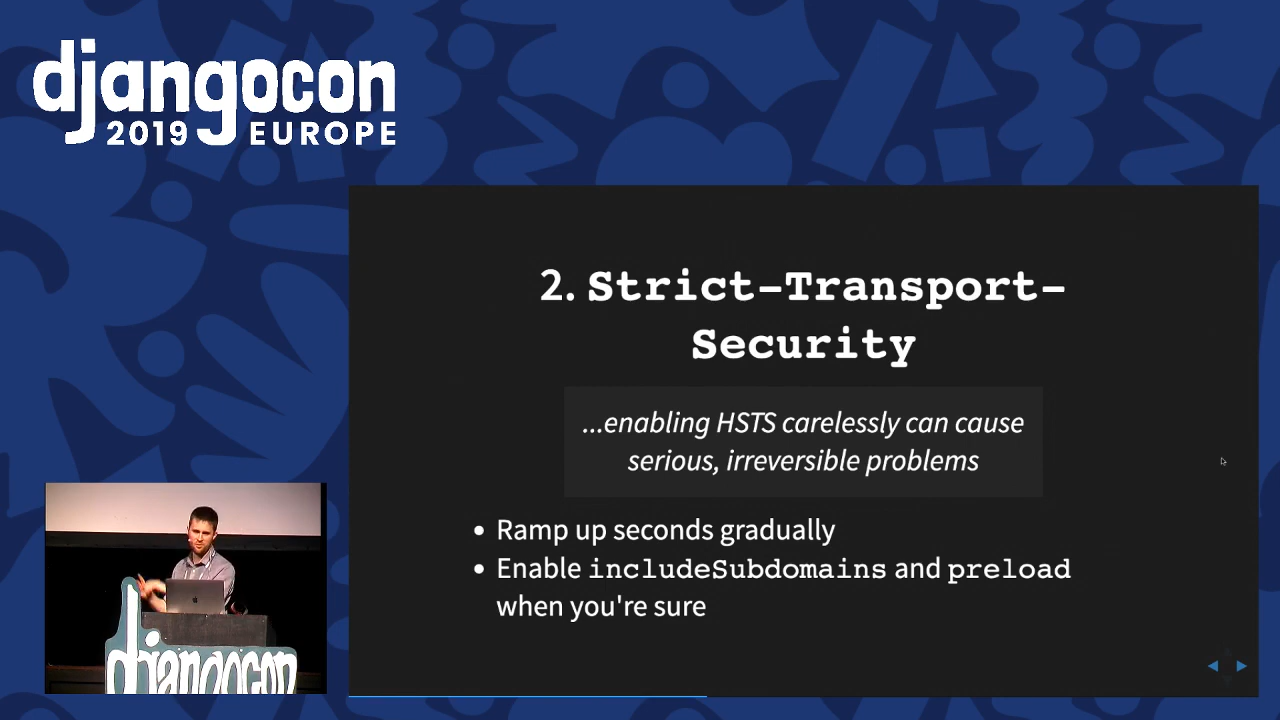 djangocon
2019 EUROPE
2. Strict-Transport-
Security
...enabling HSTS carelessly can cause
serious, irreversible problems
• Ramp up seconds gradually
• Enable includeSubdomains and preload
when you're sure
djangocon